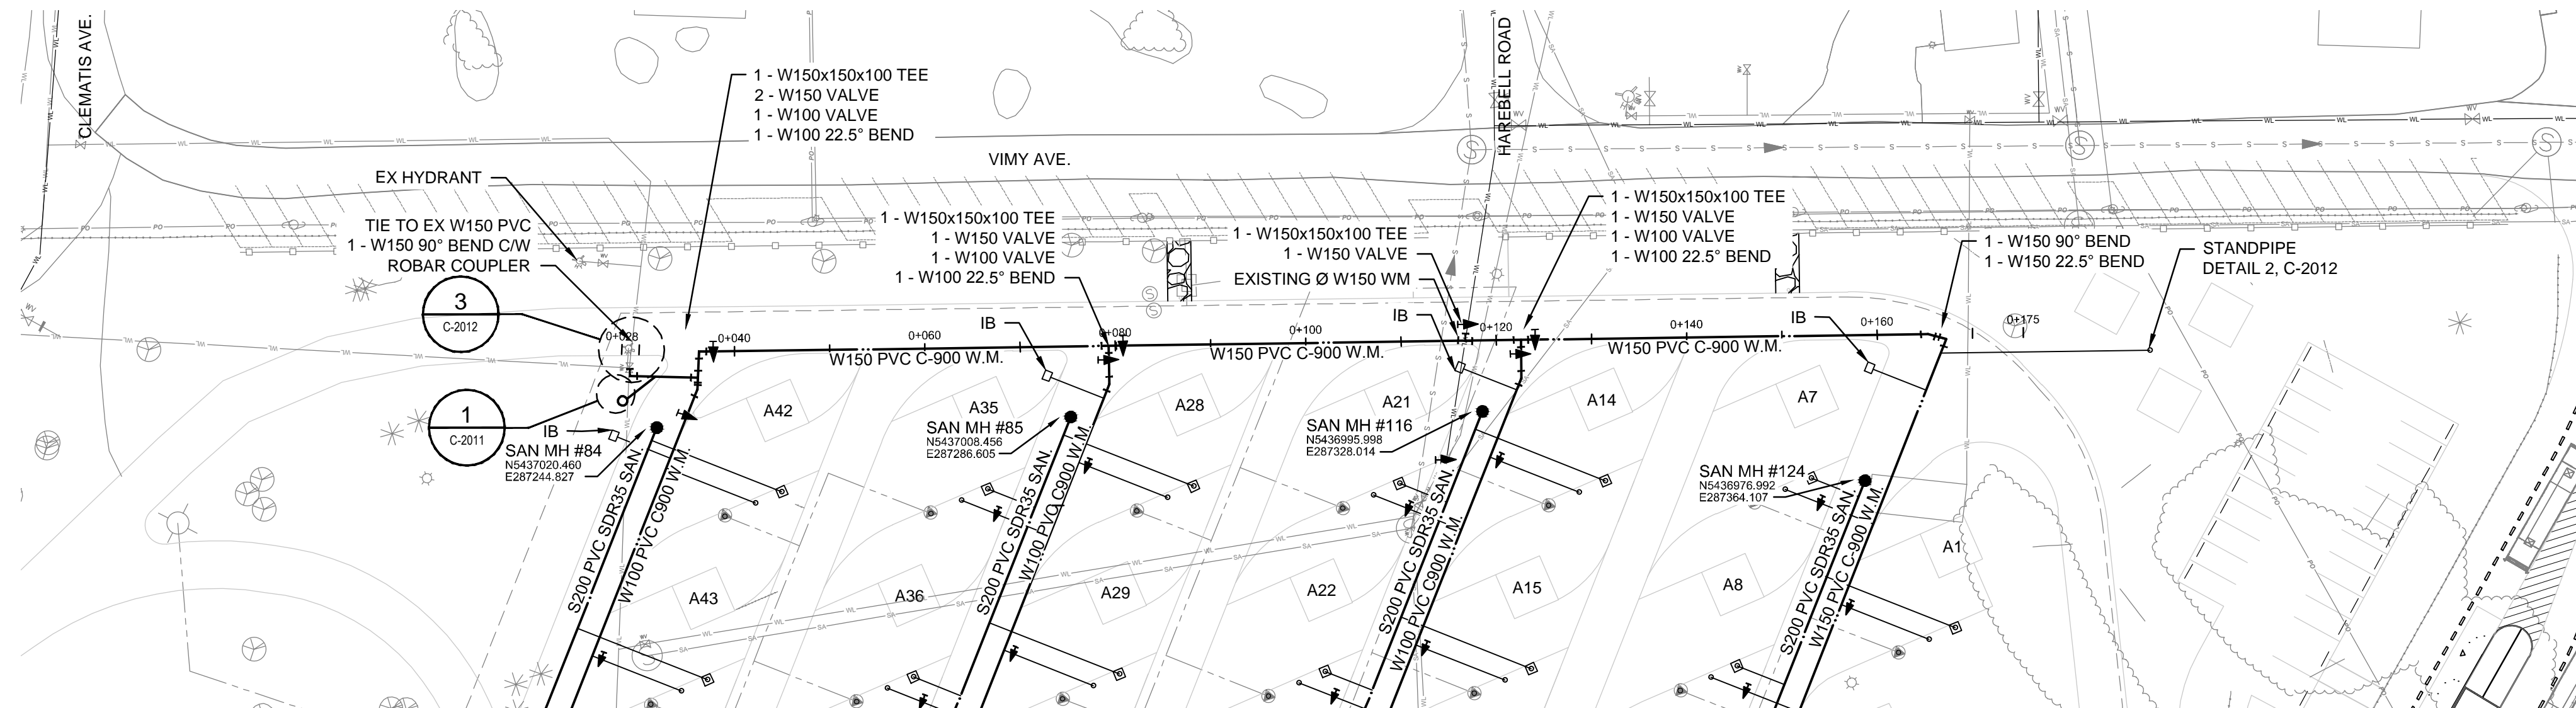 CLEMATIS AVE.
1 - W150x150x100 TEE
2 - W150 VALVE
1 - W100 VALVE
1 - W100 22.5° BEND
VIMY AVE.
HAREBELL ROAD
EX HYDRANT
TIE TO EX W150 PVC
1 - W150 90° BEND C/W
ROBAR COUPLER
3
C-2012
1
C-2011
1 - W150x150x100 TEE
1 - W150 VALVE
1 - W100 VALVE
1 - W100 22.5° BEND
1 - W150x150x100 TEE
1 - W150 VALVE
EXISTING Ø W150 WM
1 - W150x150x100 TEE
1 - W150 VALVE
1 - W100 VALVE
1 - W100 22.5° BEND
1 - W150 90° BEND
1 - W150 22.5° BEND
STANDPIPE
DETAIL 2, C-2012
0+028
0+040
0+060
0+080
0+100
0+120
0+140
0+160
0+175
W150 PVC C-900 W.M.
W150 PVC C-900 W.M.
W150 PVC C-900 W.M.
IB
IB
IB
IB
SAN MH #84
N5437020.460
E287244.827
SAN MH #85
N5437008.456
E287286.605
SAN MH #116
N5436995.998
E287328.014
SAN MH #124
N5436976.992
E287364.107
A42
A35
A28
A21
A14
A7
A43
A36
A29
A22
A15
A8
A1
S200 PVC SDR35 SAN.
W100 PVC C900 W.M.
S200 PVC SDR35 SAN.
W100 PVC C900 W.M.
S200 PVC SDR35 SAN.
W100 PVC C900 W.M.
S200 PVC SDR35 SAN.
W150 PVC C-900 W.M.